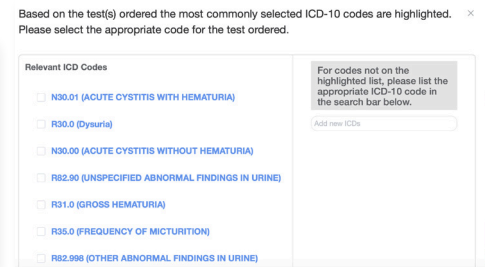 Based on the test(s) ordered the most commonly selected ICD-10 codes are highlighted.
Please select the appropriate code for the test ordered.
Relevant ICD Codes
N30.01 (ACUTE CYSTITIS WITH HEMATURIA)
R30.0 (Dysuria)
N30.00 (ACUTE CYSTITIS WITHOUT HEMATURIA)
R82.90 (UNSPECIFIED ABNORMAL FINDINGS IN URINE)
R31.0 (GROSS HEMATURIA)
R35.0 (FREQUENCY OF MICTURITION)
R82.998 (OTHER ABNORMAL FINDINGS IN URINE)
For codes not on the
highlighted list, please list the
appropriate ICD-10 code in
the search bar below.
Add new ICDs